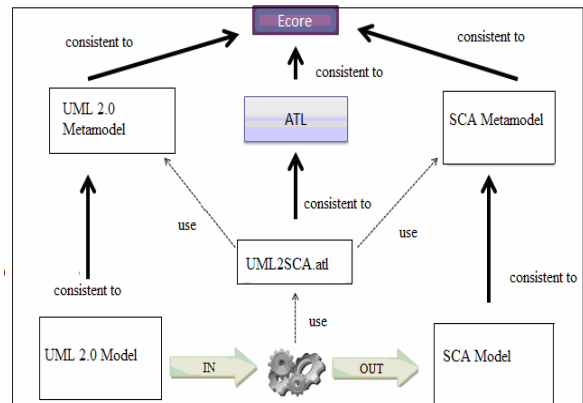 Ecore
consistent to
consistent to
consistent to
UML 2.0
Metamodel
ATL
SCA Metamodel
consistent to
use
use
UML2SCA.atl
consistent to
consistent to
use
UML 2.0 Model
IN
OUT
SCA Model